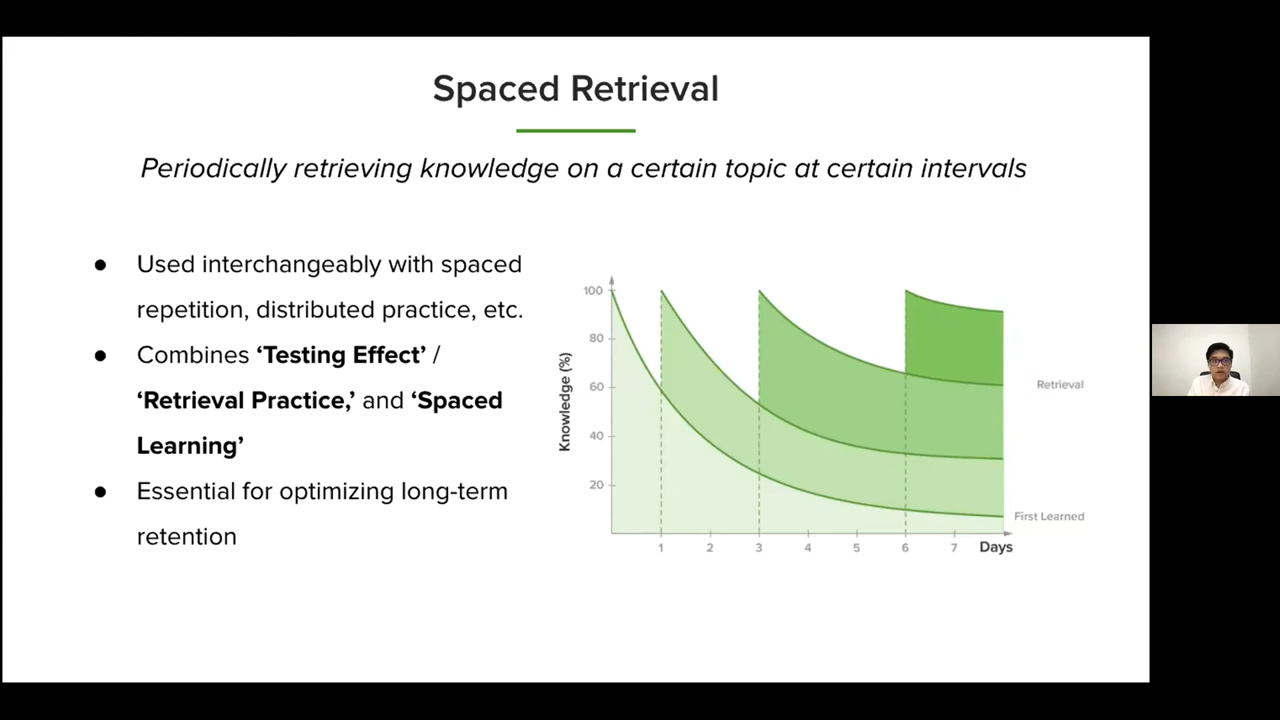 Spaced Retrieval
Periodically retrieving knowledge on a certain topic at certain intervals
● Used interchangeably with spaced
repetition, distributed practice, etc.
● Combines ‘Testing Effect’ /
‘Retrieval Practice,’ and ‘Spaced
Learning’
● Essential for optimizing long-term
retention
Knowledge (%)
100
80
60
40
20
1 2 3 4 5 6 7 Days
Retrieval
First Learned